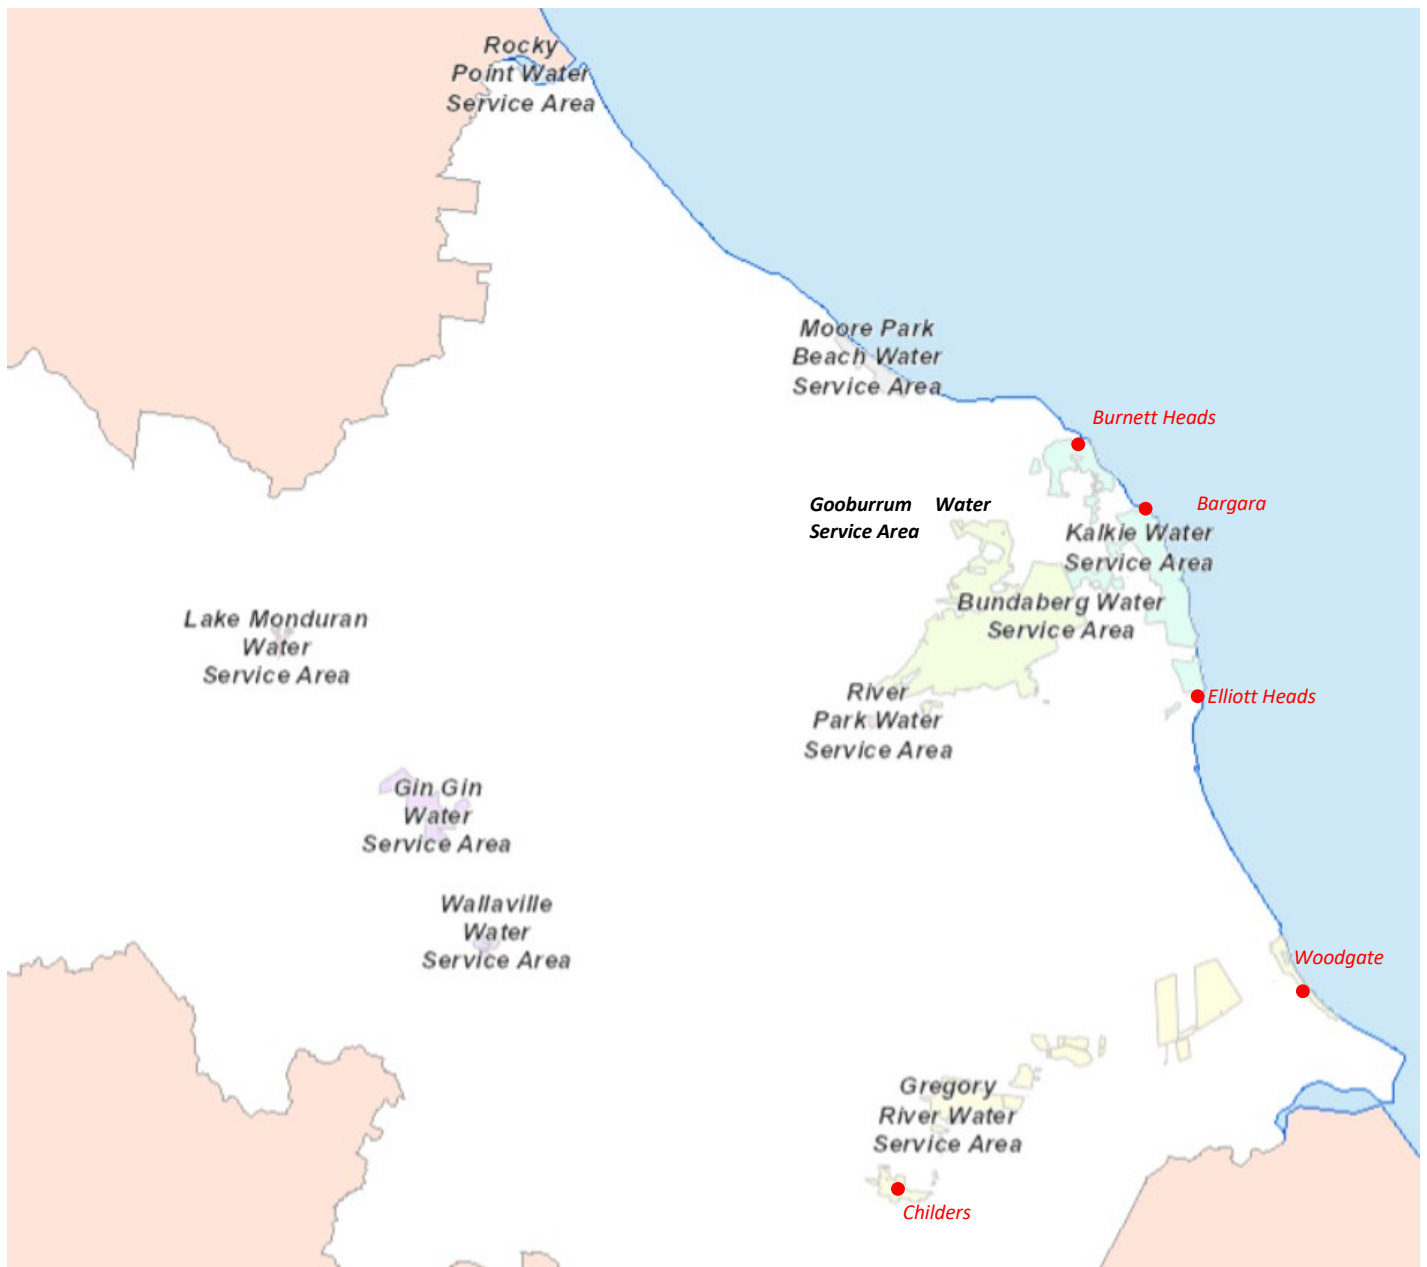 Rocky
Point Water
Service Area
Moore Park
Beach Water
Service Area
Burnett Heads
Bargara
Gooburrum Water
Service Area
Kalkie Water
Service Area
Bundaberg Water
Service Area
Lake Monduran
Water
Service Area
River
Park Water
Service Area
Elliott Heads
Gin Gin
Water
Service Area
Wallaville
Water
Service Area
Woodgate
Gregory
River Water
Service Area
Childers